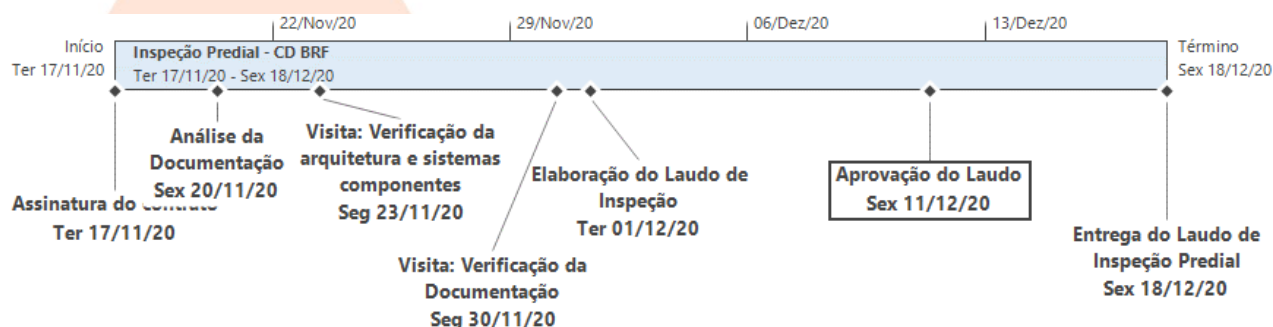 22/Nov/20
29/Nov/20
06/Dez/20
13/Dez/20
Início
Ter 17/11/20
Inspeção Predial - CD BRF
Ter 17/11/20 - Sex 18/12/20
Término
Sex 18/12/20
Assinatura do contrato
Ter 17/11/20
Análise da
Documentação
Sex 20/11/20
Visita: Verificação da
arquitetura e sistemas
componentes
Seg 23/11/20
Visita: Verificação da
Documentação
Seg 30/11/20
Elaboração do Laudo de
Inspeção
Ter 01/12/20
Aprovação do Laudo
Sex 11/12/20
Entrega do Laudo de
Inspeção Predial
Sex 18/12/20